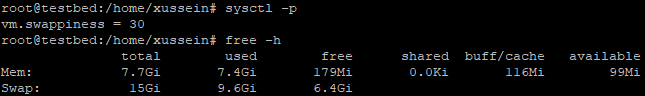 root@testbed:/home/xussein# sysctl -p
vm.swappiness = 30
root@testbed:/home/xussein# free -h
total used free shared buff/cache available
Mem: 7.7Gi 7.4Gi 179Mi 0.0Ki 116Mi 99Mi
Swap: 15Gi 9.6Gi 6.4Gi